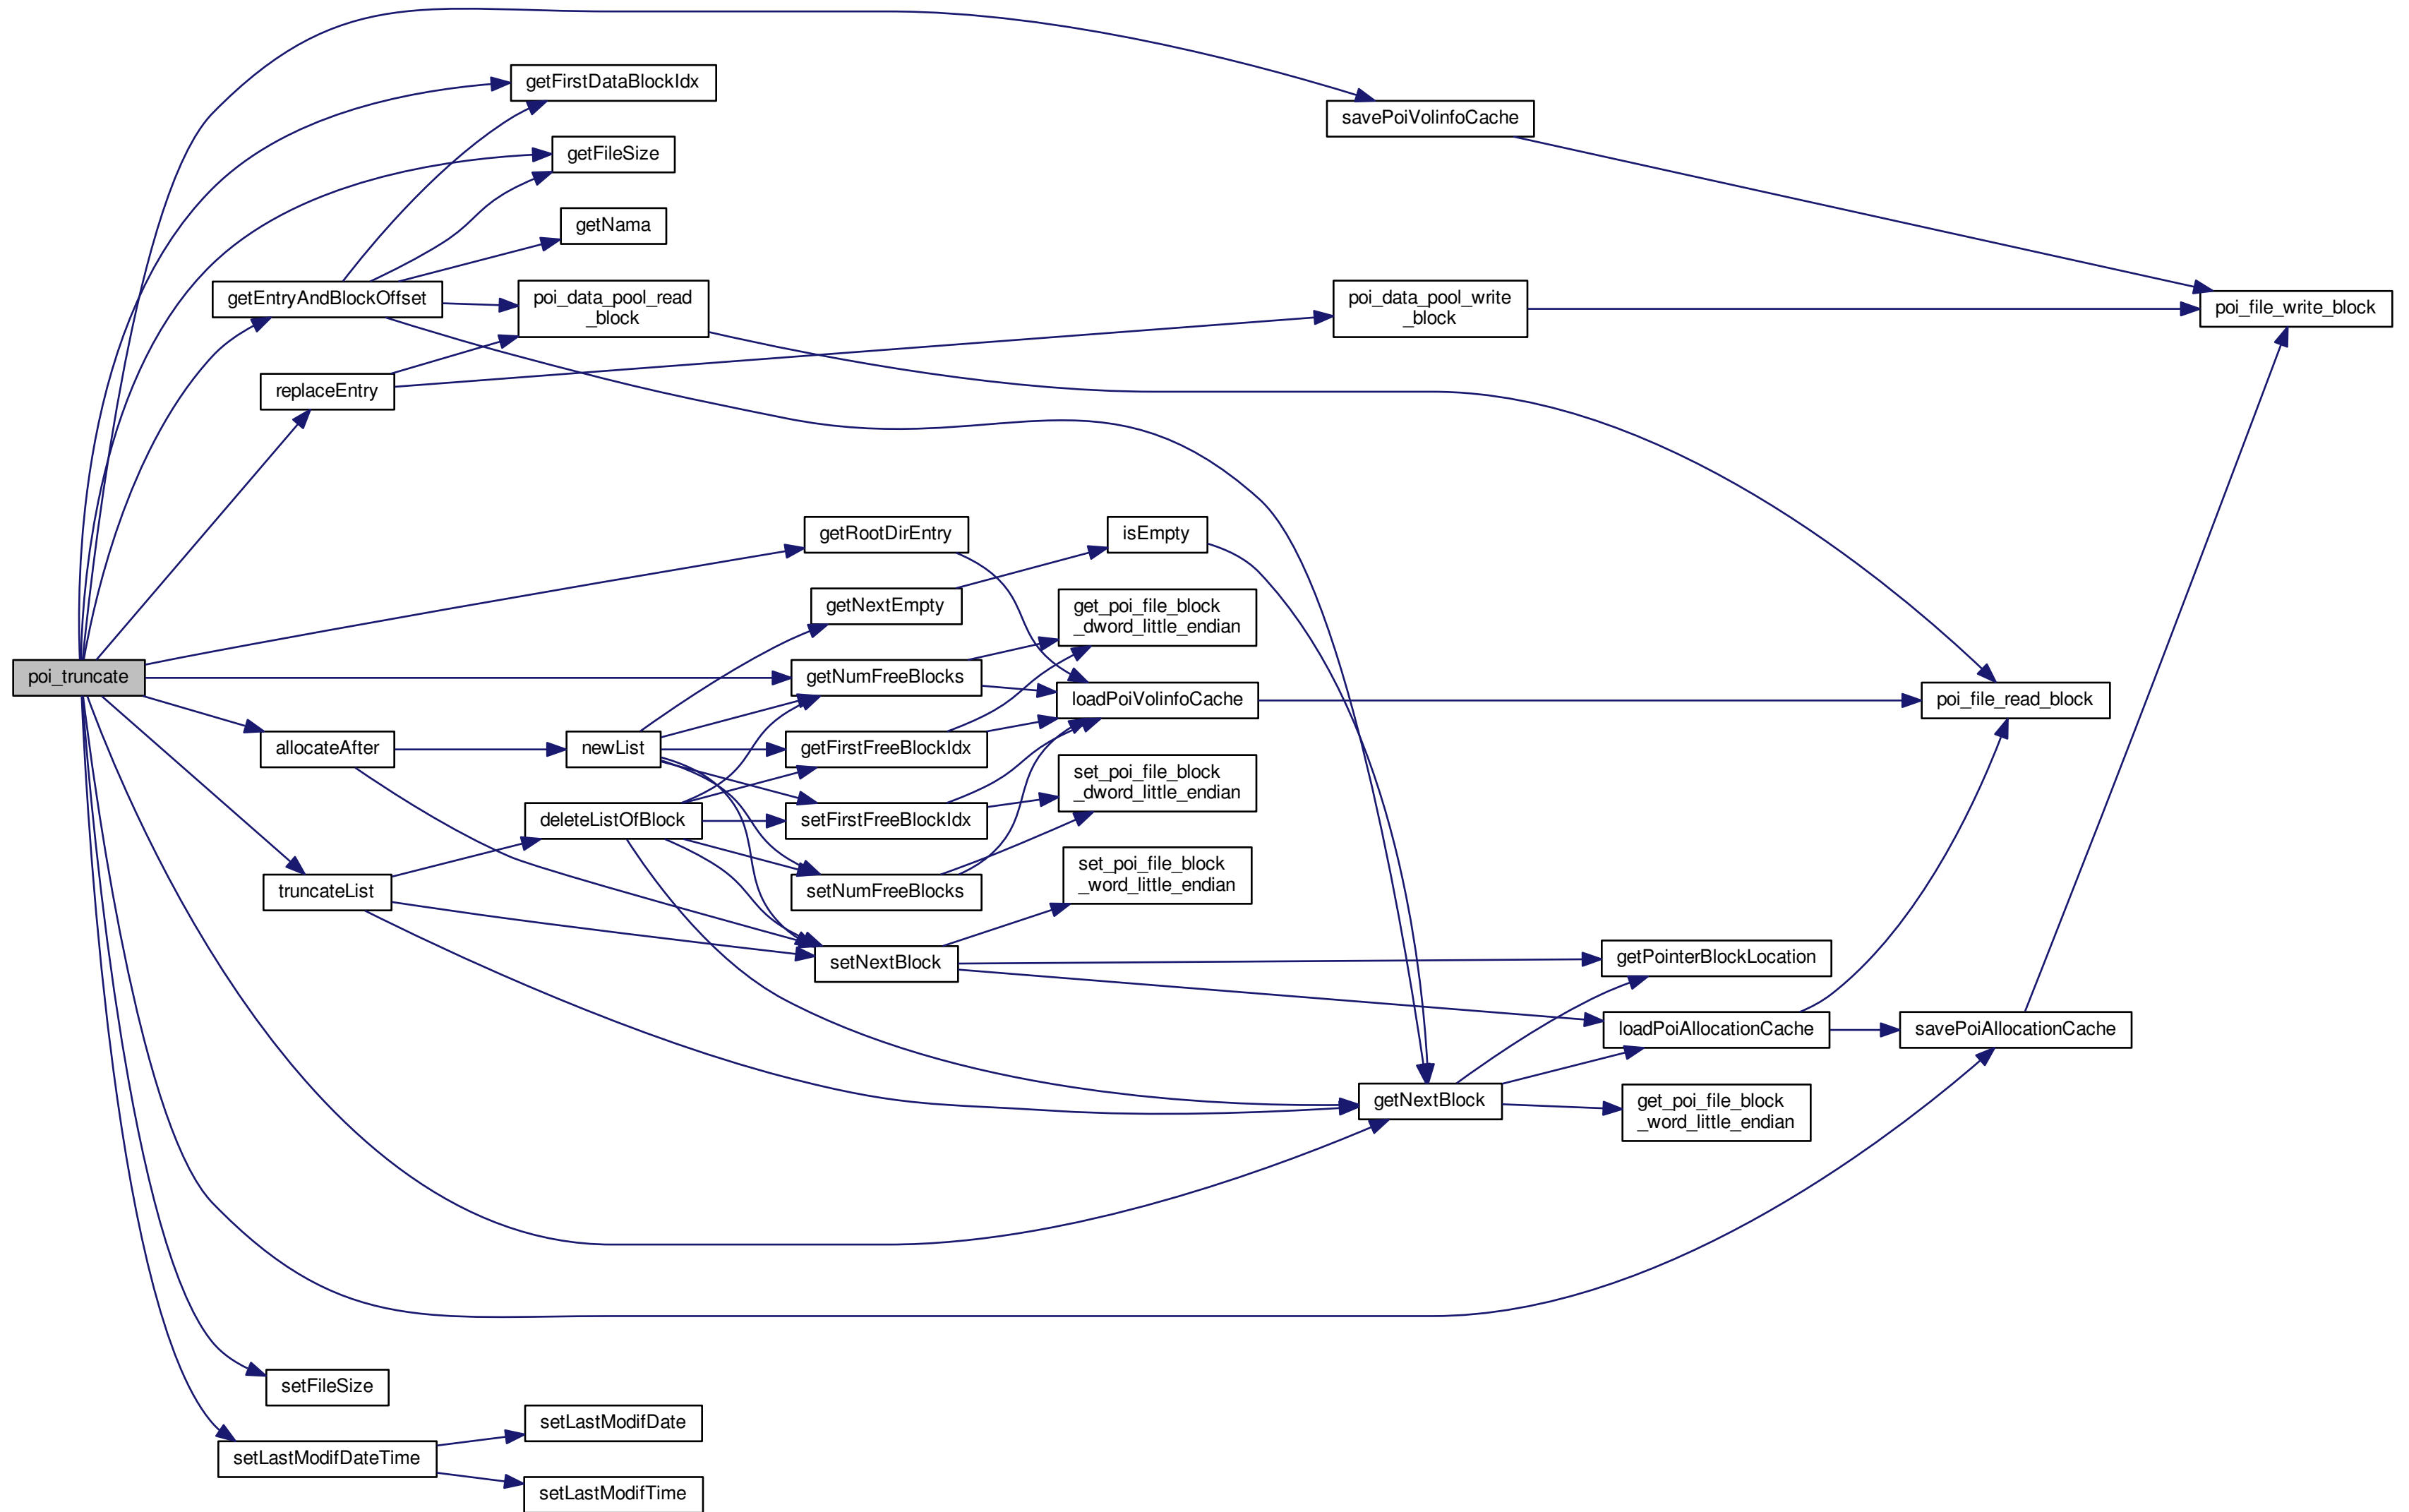 getFirstDataBlockIdx
savePoiVolinfoCache
getFileSize
getNama
getEntryAndBlockOffset
poi_data_pool_read
_block
poi_data_pool_write
_block
poi_file_write_block
replaceEntry
getRootDirEntry
isEmpty
getNextEmpty
get_poi_file_block
_dword_little_endian
poi_truncate
getNumFreeBlocks
loadPoiVolinfoCache
poi_file_read_block
allocateAfter
newList
getFirstFreeBlockIdx
set_poi_file_block
_dword_little_endian
deleteListOfBlock
setFirstFreeBlockIdx
truncateList
setNumFreeBlocks
set_poi_file_block
_word_little_endian
setNextBlock
getPointerBlockLocation
loadPoiAllocationCache
savePoiAllocationCache
getNextBlock
get_poi_file_block
_word_little_endian
setFileSize
setLastModifDate
setLastModifDateTime
setLastModifTime